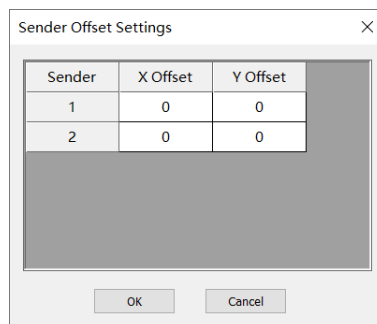 Sender Offset Settings
Sender X Offset Y Offset
1 0 0
2 0 0
OK Cancel